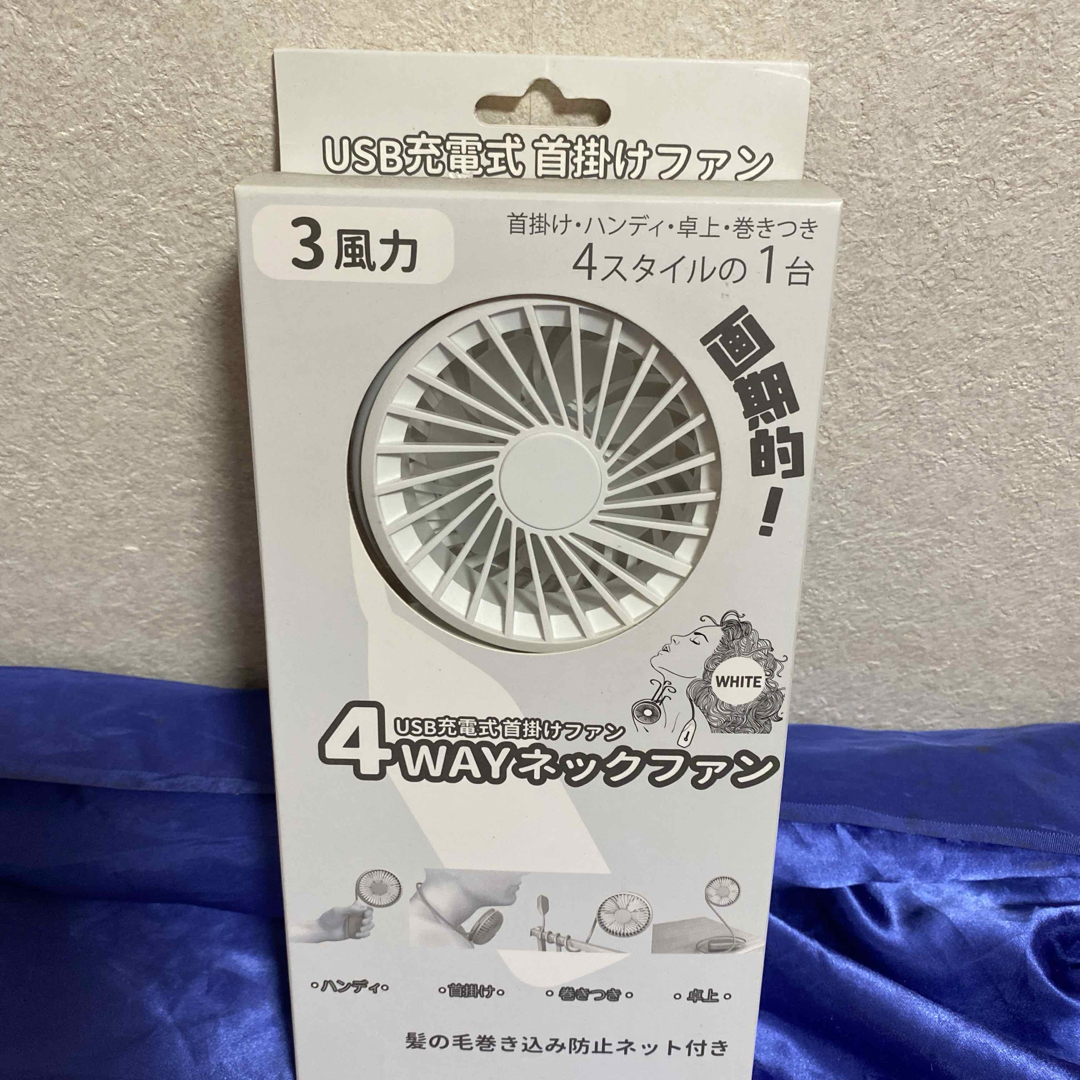 USB充電式 首掛けファン
3風力
首掛け・ハンディ・卓上・巻きつき
4スタイルの1台
画期的！
WHITE
USB充電式首掛けファン
4WAYネックファン
・ハンディ・
・首掛け・
・巻きつき・
・卓上・
髪の毛巻き込み防止ネット付き